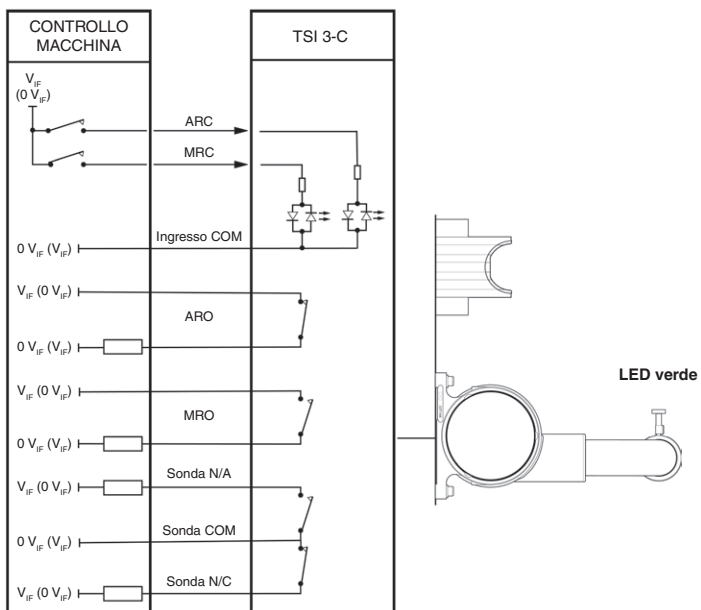 CONTROLLO
MACCHINA
TSI 3-C
V_IF
(0 V_IF)
ARC
MRC
Ingresso COM
0 V_IF (V_IF)
V_IF (0 V_IF)
ARO
0 V_IF (V_IF)
V_IF (0 V_IF)
MRO
0 V_IF (V_IF)
Sonda N/A
V_IF (0 V_IF)
Sonda COM
0 V_IF (V_IF)
Sonda N/C
V_IF (0 V_IF)
LED verde